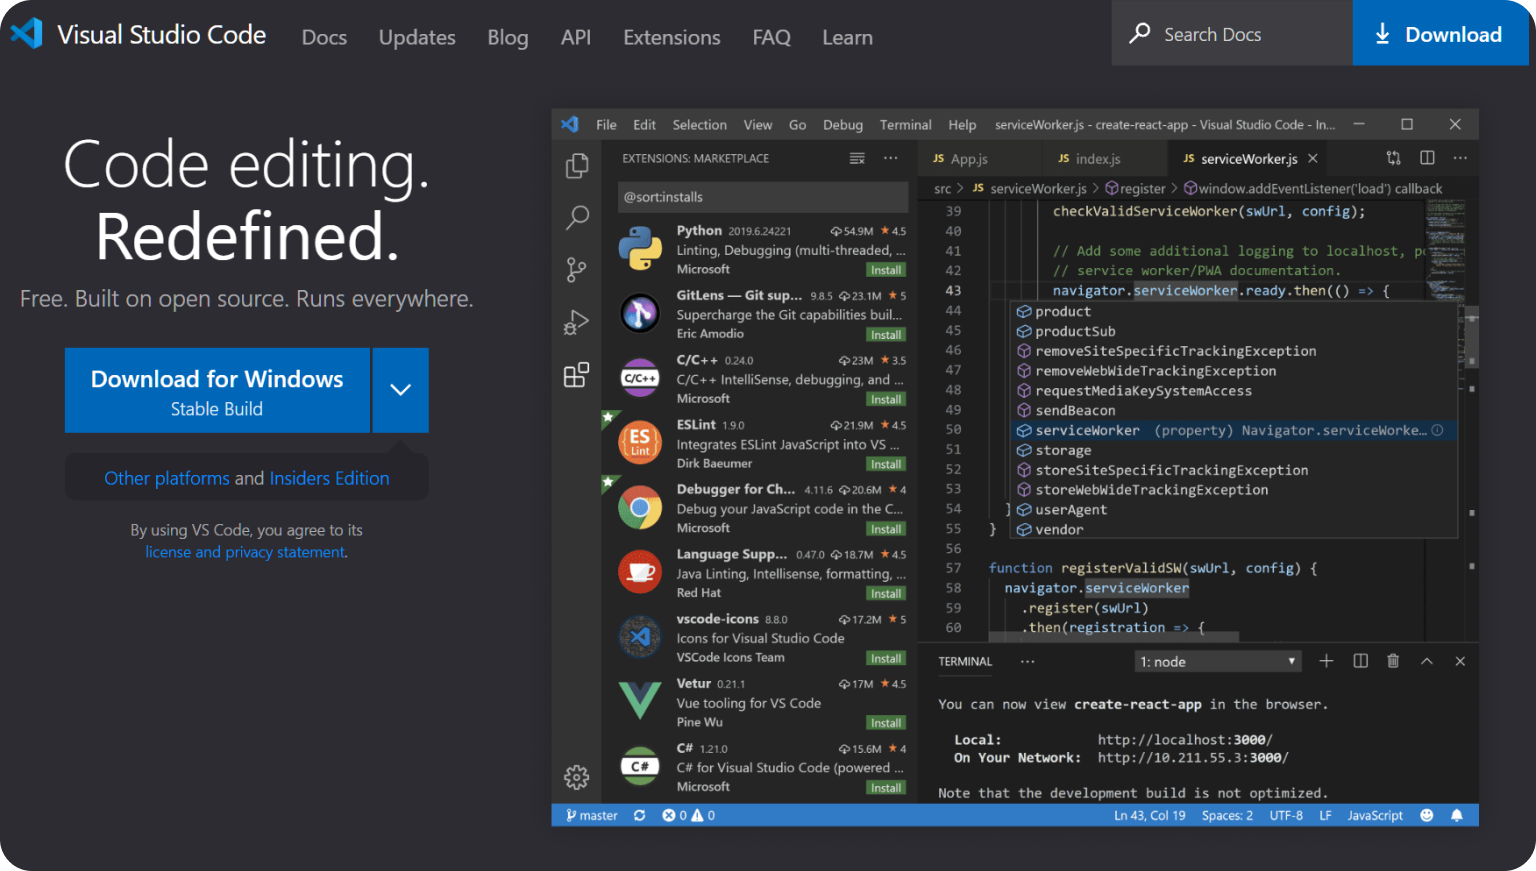 Visual Studio Code
Docs
Updates
Blog
API
Extensions
FAQ
Learn
Search Docs
Download
Code editing.
Redefined.
Free. Built on open source. Runs everywhere.
Download for Windows
Stable Build
Other platforms and Insiders Edition
By using VS Code, you agree to its
license and privacy statement.
File Edit Selection View Go Debug Terminal Help serviceWorker.js - create-react-app - Visual Studio Code - In...
EXTENSIONS: MARKETPLACE
@sort:installs
Python 2019.6.24221 54.9M ★ 4.5
Linting, Debugging (multi-threaded, ...
Microsoft
Install
GitLens — Git sup... 9.8.5 23.1M ★ 5
Supercharge the Git capabilities buil...
Eric Amodio
Install
C/C++
C/C++ 0.24.0 23M ★ 3.5
C/C++ IntelliSense, debugging, and ...
Microsoft
Install
ES
Lint
ESLint 1.9.0 21.9M ★ 4.5
Integrates ESLint JavaScript into VS ...
Dirk Baeumer
Install
Debugger for Ch... 4.11.6 20.6M ★ 4
Debug your JavaScript code in the C...
Microsoft
Install
Language Supp... 0.47.0 18.7M ★ 4.5
Java Linting, Intellisense, formatting, ...
Red Hat
Install
vscode-icons 8.8.0 17.2M ★ 5
Icons for Visual Studio Code
VSCode Icons Team
Install
Vetur 0.21.1 17M ★ 4.5
Vue tooling for VS Code
Pine Wu
Install
C#
C# 1.21.0 15.6M ★ 4
C# for Visual Studio Code (powered ...
Microsoft
Install
JS App.js
JS index.js
JS serviceWorker.js
src > JS serviceWorker.js > register > window.addEventListener('load') callback
39 checkValidServiceWorker(swUrl, config);
40
41 // Add some additional logging to localhost, po
42 // service worker/PWA documentation.
43 navigator.serviceWorker.ready.then(() => {
44 product
45 productSub
46 removeSiteSpecificTrackingException
47 removeWebWideTrackingException
48 requestMediaKeySystemAccess
49 sendBeacon
50 serviceWorker (property) Navigator.serviceWorke...
51 storage
52 storeSiteSpecificTrackingException
53 storeWebWideTrackingException
54 } userAgent
55 } vendor
56
57 function registerValidSW(swUrl, config) {
58 navigator.serviceWorker
59 .register(swUrl)
60 .then(registration => {
TERMINAL
1: node
You can now view create-react-app in the browser.
Local: http://localhost:3000/
On Your Network: http://10.211.55.3:3000/
Note that the development build is not optimized.
master 0 0
Ln 43, Col 19 Spaces: 2 UTF-8 LF JavaScript